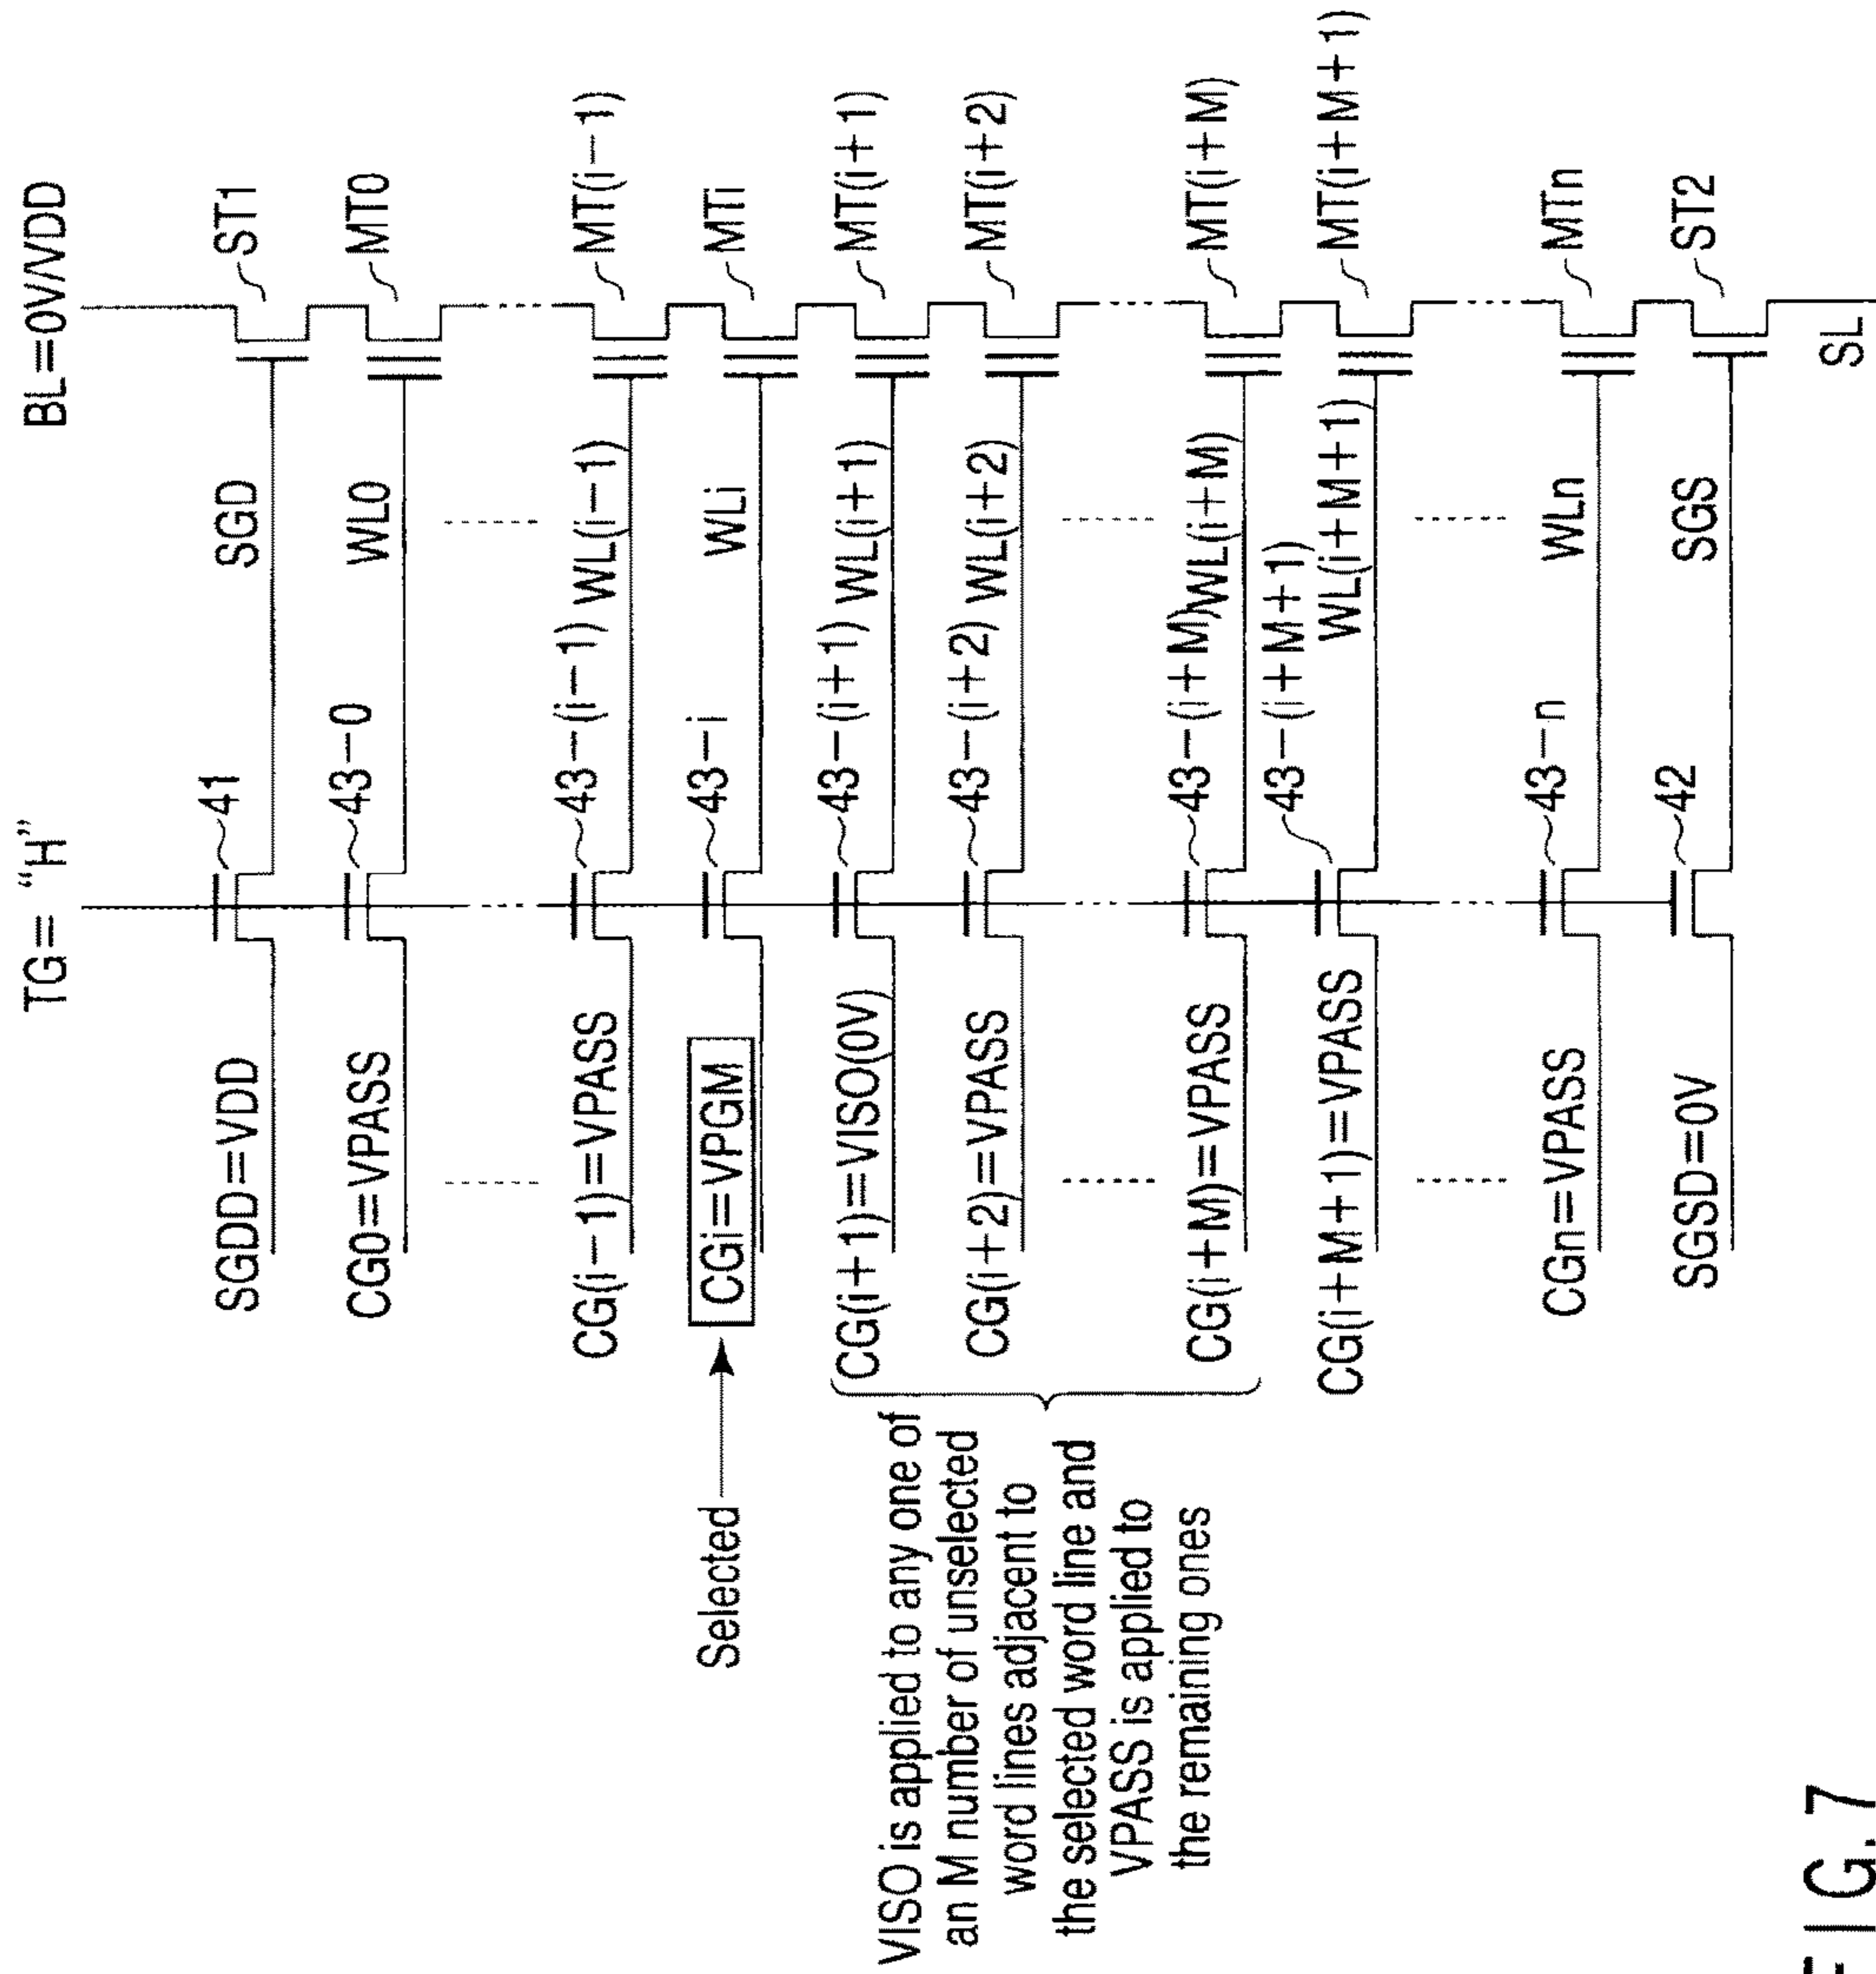 TG= "H"
BL=0V/VDD
SGDD=VDD
41
SGD
ST1
CG0=VPASS
43-0
WL0
MT0
CG(i-1)=VPASS
43-(i-1)
WL(i-1)
MT(i-1)
Selected
CGi=VPGM
43-i
WLi
MTi
CG(i+1)=VISO(0V)
43-(i+1)
WL(i+1)
MT(i+1)
CG(i+2)=VPASS
43-(i+2)
WL(i+2)
MT(i+2)
VISO is applied to any one of
an M number of unselected
word lines adjacent to
the selected word line and
VPASS is applied to
the remaining ones
CG(i+M)=VPASS
43-(i+M)
WL(i+M)
MT(i+M)
CG(i+M+1)=VPASS
43-(i+M+1)
WL(i+M+1)
MT(i+M+1)
CGn=VPASS
43-n
WLn
MTn
SGSD=0V
42
SGS
ST2
SL
FIG. 7